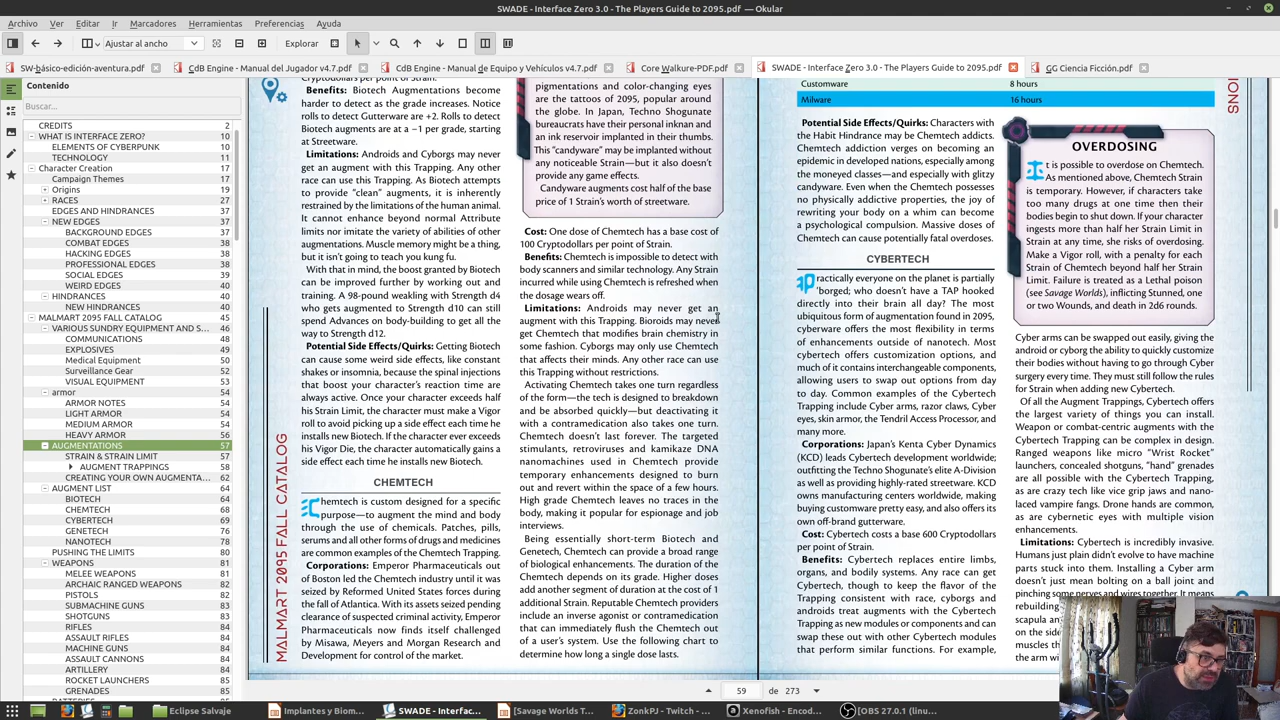 SWADE - Interface Zero 3.0 - The Players Guide to 2095.pdf — Okular
Archivo Ver Editar Ir Marcadores Herramientas Preferencias Ayuda
Ajustar al ancho Explorar
SW-básico-edición-aventura.pdf CdB Engine - Manual del Jugador v4.7.pdf CdB Engine - Manual de Equipo y Vehículos v4.7.pdf Core Walkure-PDF.pdf SWADE - Interface Zero 3.0 - The Players Guide to 2095.pdf GG Ciencia Ficción.pdf
Contenido
Buscar...
CREDITS 2
WHAT IS INTERFACE ZERO? 10
ELEMENTS OF CYBERPUNK 10
TECHNOLOGY 11
Character Creation 17
Campaign Themes 17
Origins 19
RACES 27
EDGES AND HINDRANCES 37
NEW EDGES 37
BACKGROUND EDGES 37
COMBAT EDGES 38
HACKING EDGES 38
PROFESSIONAL EDGES 38
SOCIAL EDGES 39
WEIRD EDGES 40
HINDRANCES 40
NEW HINDRANCES 40
MALMART 2095 FALL CATALOG 45
VARIOUS SUNDRY EQUIPMENT AND S... 46
COMMUNICATIONS 48
EXPLOSIVES 49
Medical Equipment 50
Surveillance Gear 52
VISUAL EQUIPMENT 53
armor 54
ARMOR NOTES 54
LIGHT ARMOR 54
MEDIUM ARMOR 54
HEAVY ARMOR 56
AUGMENTATIONS 57
STRAIN & STRAIN LIMIT 57
AUGMENT TRAPPINGS 58
CREATING YOUR OWN AUGMENTA... 62
AUGMENT LIST 64
BIOTECH 64
CHEMTECH 68
CYBERTECH 69
GENETECH 76
NANOTECH 78
PUSHING THE LIMITS 80
WEAPONS 81
MELEE WEAPONS 81
ARCHAIC RANGED WEAPONS 82
PISTOLS 82
SUBMACHINE GUNS 83
SHOTGUNS 83
RIFLES 84
ASSAULT RIFLES 84
MACHINE GUNS 84
ASSAULT CANNONS 84
ARTILLERY 84
ROCKET LAUNCHERS 85
GRENADES 85
MALMART 2095 FALL CATALOG
Cryptodollars per point of Strain.
Benefits: Biotech Augmentations become
harder to detect as the grade increases. Notice
rolls to detect Gutterware are +2. Rolls to detect
Biotech augments are at a −1 per grade, starting
at Streetware.
Limitations: Androids and Cyborgs may never
get an augment with this Trapping. Any other
race can use this Trapping. As Biotech attempts
to provide “clean” augments, it is inherently
restrained by the limitations of the human animal.
It cannot enhance beyond normal Attribute
limits nor imitate the variety of abilities of other
augmentations. Muscle memory might be a thing,
but it isn’t going to teach you kung fu.
With that in mind, the boost granted by Biotech
can be improved further by working out and
training. A 98-pound weakling with Strength d4
who gets augmented to Strength d10 can still
spend Advances on body-building to get all the
way to Strength d12.
Potential Side Effects/Quirks: Getting Biotech
can cause some weird side effects, like constant
shakes or insomnia, because the spinal injections
that boost your character’s reaction time are
always active. Once your character exceeds half
his Strain Limit, the character must make a Vigor
roll to avoid picking up a side effect each time he
installs new Biotech. If the character ever exceeds
his Vigor Die, the character automatically gains a
side effect each time he installs new Biotech.
CHEMTECH
Chemtech is custom designed for a specific
purpose—to augment the mind and body
through the use of chemicals. Patches, pills,
serums and all other forms of drugs and medicines
are common examples of the Chemtech Trapping.
Corporations: Emperor Pharmaceuticals out
of Boston led the Chemtech industry until it was
seized by Reformed United States forces during
the fall of Atlantica. With its assets seized pending
clearance of suspected criminal activity, Emperor
Pharmaceuticals now finds itself challenged
by Misawa, Meyers and Morgan Research and
Development for control of the market.
pigmentations and color-changing eyes
are the tattoos of 2095, popular around
the globe. In Japan, Techno Shogunate
bureaucrats have their personal inknan and
an ink reservoir implanted in their thumbs.
This “candyware” may be implanted without
any noticeable Strain—but it also doesn’t
provide any game effects.
Candyware augments cost half of the base
price of 1 Strain’s worth of streetware.
Cost: One dose of Chemtech has a base cost of
100 Cryptodollars per point of Strain.
Benefits: Chemtech is impossible to detect with
body scanners and similar technology. Any Strain
incurred while using Chemtech is refreshed when
the dosage wears off.
Limitations: Androids may never get an
augment with this Trapping. Bioroids may never
get Chemtech that modifies brain chemistry in
some fashion. Cyborgs may only use Chemtech
that affects their minds. Any other race can use
this Trapping without restrictions.
Activating Chemtech takes one turn regardless
of the form—the tech is designed to breakdown
and be absorbed quickly—but deactivating it
with a contramedication also takes one turn.
Chemtech doesn’t last forever. The targeted
stimulants, retroviruses and kamikaze DNA
nanomachines used in Chemtech provide
temporary enhancements designed to burn
out and revert within the space of a few hours.
High grade Chemtech leaves no traces in the
body, making it popular for espionage and job
interviews.
Being essentially short-term Biotech and
Genetech, Chemtech can provide a broad range
of biological enhancements. The duration of the
Chemtech depends on its grade. Higher doses
add another segment of duration at the cost of 1
additional Strain. Reputable Chemtech providers
include an inverse agonist or contramedication
that can immediately flush the Chemtech out
of a user’s system. Use the following chart to
determine how long a single dose lasts.
Customware 8 hours
Milware 16 hours
Potential Side Effects/Quirks: Characters with
the Habit Hindrance may be Chemtech addicts.
Chemtech addiction verges on becoming an
epidemic in developed nations, especially among
the moneyed classes—and especially with glitzy
candyware. Even when the Chemtech possesses
no physically addictive properties, the joy of
rewriting your body on a whim can become
a psychological compulsion. Massive doses of
Chemtech can cause potentially fatal overdoses.
CYBERTECH
Practically everyone on the planet is partially
’borged; who doesn’t have a TAP hooked
directly into their brain all day? The most
ubiquitous form of augmentation found in 2095,
cyberware offers the most flexibility in terms
of enhancements outside of nanotech. Most
cybertech offers customization options, and
much of it contains interchangeable components,
allowing users to swap out options from day
to day. Common examples of the Cybertech
Trapping include Cyber arms, razor claws, Cyber
eyes, skin armor, the Tendril Access Processor, and
many more.
Corporations: Japan’s Kenta Cyber Dynamics
(KCD) leads Cybertech development worldwide;
outfitting the Techno Shogunate’s elite A-Division
as well as providing highly-rated streetware. KCD
owns manufacturing centers worldwide, making
customware pretty easy, and also offers its
own off-brand gutterware.
Cost: Cybertech costs a base 600 Cryptodollars
per point of Strain.
Benefits: Cybertech replaces entire limbs,
organs, and bodily systems. Any race can get
Cybertech, though to keep the flavor of the
Trapping consistent with race, cyborgs and
androids treat augments with the Cybertech
Trapping as new modules or components and can
swap these out with other Cybertech modules
that perform similar functions. For example,
OVERDOSING
It is possible to overdose on Chemtech.
As mentioned above, Chemtech Strain
is temporary. However, if characters take
too many drugs at one time then their
bodies begin to shut down. If your character
ingests more than half her Strain Limit in
Strain at any time, she risks of overdosing.
Make a Vigor roll, with a penalty for each
Strain of Chemtech beyond half her Strain
Limit. Failure is treated as a Lethal poison
(see Savage Worlds), inflicting Stunned, one
or two Wounds, and death in 2d6 rounds.
Cyber arms can be swapped out easily, giving the
android or cyborg the ability to quickly customize
their bodies without having to go through Cyber
surgery every time. They must still follow the rules
for Strain when adding new Cybertech.
Of all the Augment Trappings, Cybertech offers
the largest variety of things you can install.
Weapon or combat-centric augments with the
Cybertech Trapping can be complex in design.
Ranged weapons like micro “Wrist Rocket”
launchers, concealed shotguns, “hand” grenades
are all possible with the Cybertech Trapping,
as are crazy tech like vice grip jaws and nano-
laced vampire fangs. Drone hands are common,
as are cybernetic eyes with multiple vision
enhancements.
Limitations: Cybertech is incredibly invasive.
Humans just plain didn’t evolve to have machine
parts stuck into them. Installing a Cyber arm
doesn’t just mean bolting on a ball joint and
pinching some nerves and wires together. It means
rebuilding
scapula an
on the side
muscles th
the arm wi
59 de 273
Eclipse Salvaje Implantes y Biom... SWADE - Interfac... [Savage Worlds T... ZonkPJ - Twitch - ... Xenofish - Encod... [OBS 27.0.1 (linu...